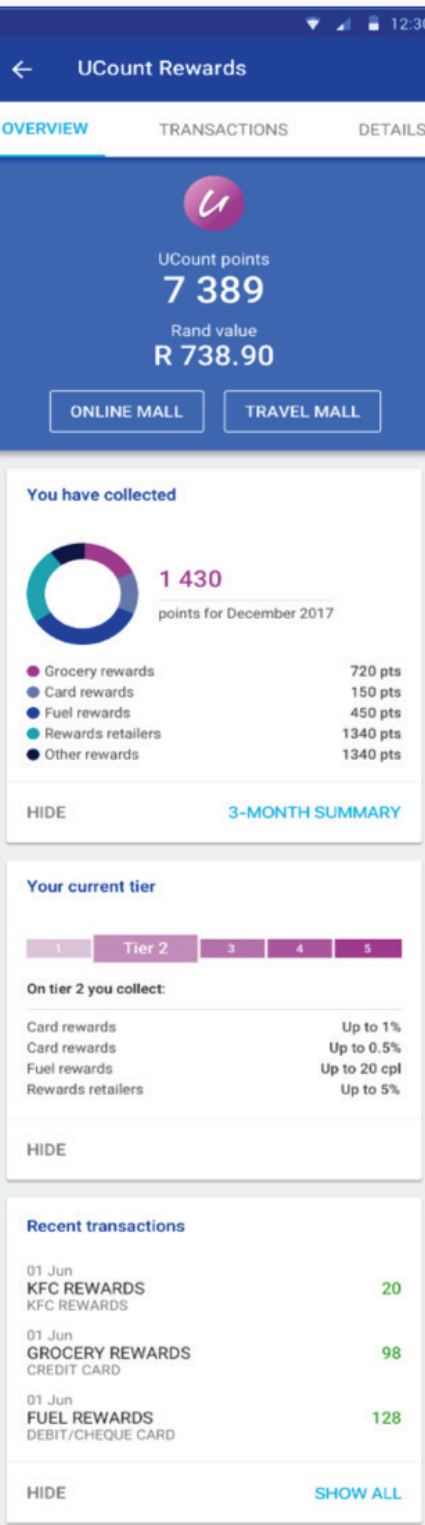 12:30
UCount Rewards
OVERVIEW TRANSACTIONS DETAILS
UCount points
7 389
Rand value
R 738.90
ONLINE MALL TRAVEL MALL
You have collected
1 430
points for December 2017
Grocery rewards 720 pts
Card rewards 150 pts
Fuel rewards 450 pts
Rewards retailers 1340 pts
Other rewards 1340 pts
HIDE 3-MONTH SUMMARY
Your current tier
1 Tier 2 3 4 5
On tier 2 you collect:
Card rewards Up to 1%
Card rewards Up to 0.5%
Fuel rewards Up to 20 cpl
Rewards retailers Up to 5%
HIDE
Recent transactions
01 Jun
KFC REWARDS 20
KFC REWARDS
01 Jun
GROCERY REWARDS 98
CREDIT CARD
01 Jun
FUEL REWARDS 128
DEBIT/CHEQUE CARD
HIDE SHOW ALL